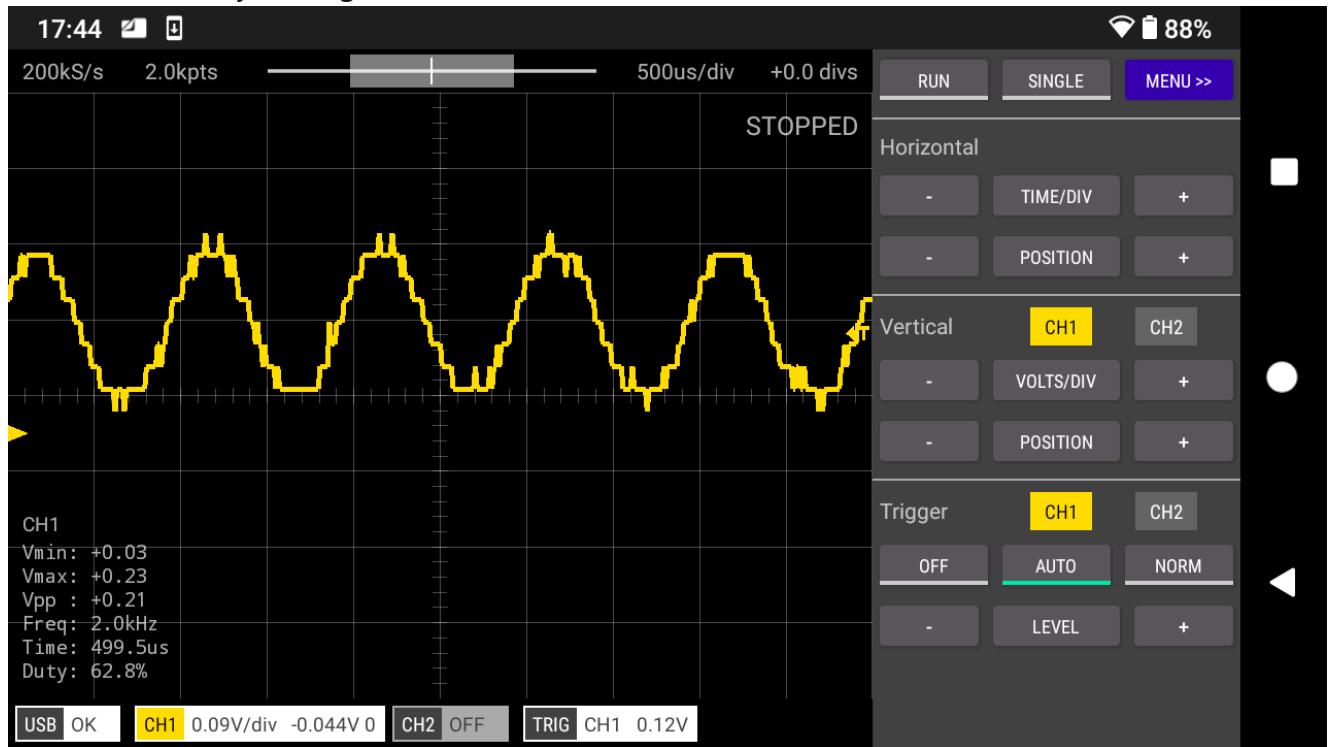 17:44 88%
200kS/s 2.0kpts 500us/div +0.0 divs
STOPPED
RUN SINGLE MENU >>
Horizontal
- TIME/DIV +
- POSITION +
Vertical CH1 CH2
- VOLTS/DIV +
- POSITION +
Trigger CH1 CH2
OFF AUTO NORM
- LEVEL +
T
CH1
Vmin: +0.03
Vmax: +0.23
Vpp : +0.21
Freq: 2.0kHz
Time: 499.5us
Duty: 62.8%
USB OK CH1 0.09V/div -0.044V 0 CH2 OFF TRIG CH1 0.12V